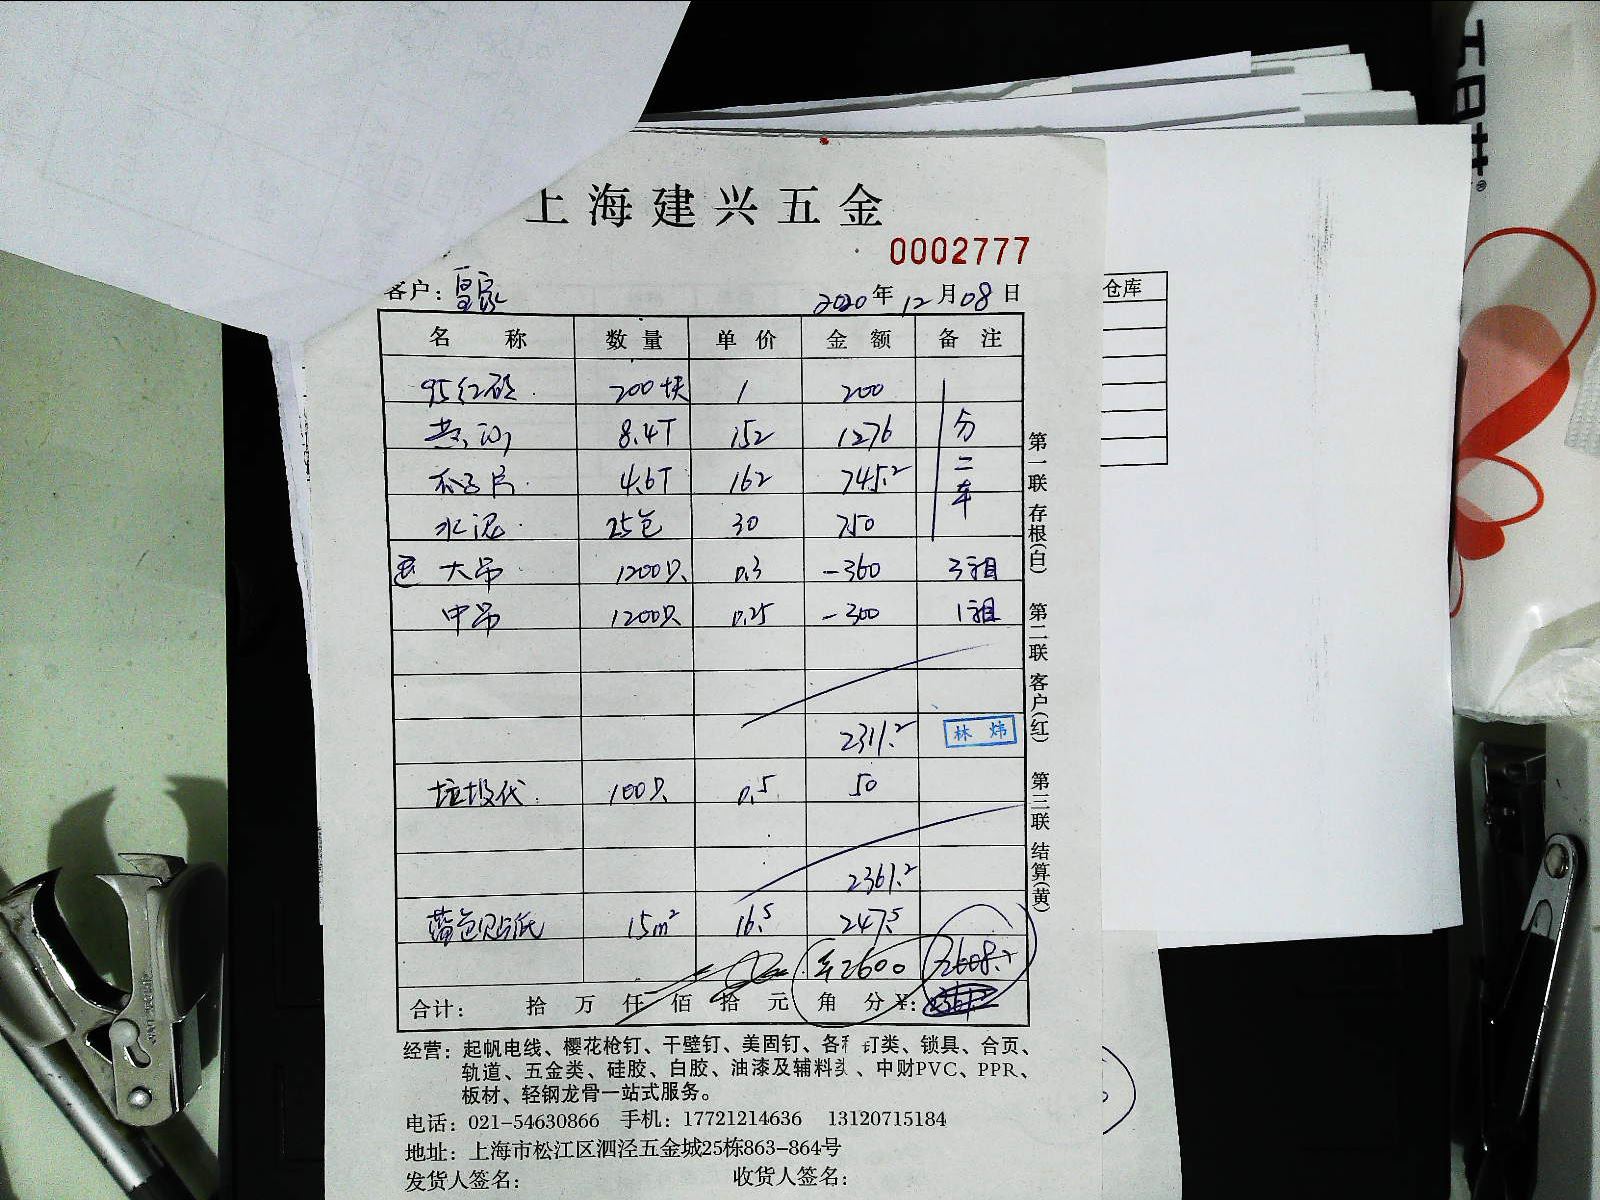 上海建兴五金
0002777
客户：皇家 2020年12月08日
仓库
名称 数量 单价 金额 备注
95红砖 200块 1 200
黄沙 8.4T 152 1276 分二车
瓜子片 4.6T 162 745.2
水泥 25包 30 750
退 大吊 1200只 0.3 -360 3组
中吊 1200只 0.25 -300 1组
2311.2 林炜
垃圾代 100只 0.5 50
2361.2
蓝色贴纸 15m² 16.5 247.5
2600 2608.7
合计： 拾 万 仟 佰 拾 元 角 分 ¥:
第一联 存根(白) 第二联 客户(红) 第三联 结算(黄)
经营：起帆电线、樱花枪钉、干壁钉、美固钉、各种钉类、锁具、合页、
轨道、五金类、硅胶、白胶、油漆及辅料类、中财PVC、PPR、
板材、轻钢龙骨一站式服务。
电话：021-54630866 手机：17721214636 13120715184
地址：上海市松江区泗泾五金城25栋863-864号
发货人签名： 收货人签名：